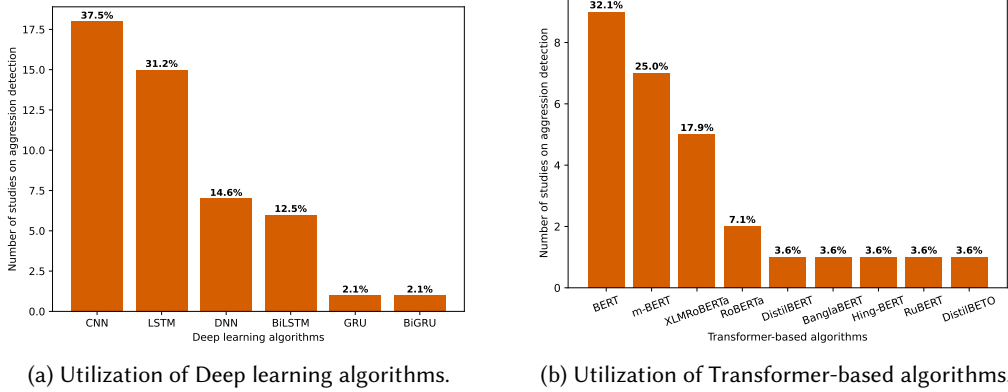 37.5%
31.2%
14.6%
12.5%
2.1%
2.1%
17.5
15.0
12.5
10.0
7.5
5.0
2.5
0.0
Number of studies on aggression detection
CNN LSTM DNN BiLSTM GRU BiGRU
Deep learning algorithms
(a) Utilization of Deep learning algorithms.
32.1%
25.0%
17.9%
7.1%
3.6% 3.6% 3.6% 3.6% 3.6%
8
6
4
2
0
Number of studies on aggression detection
BERT m-BERT XLMRoBERTa RoBERTa DistilBERT BanglaBERT Hing-BERT RuBERT DistilBETO
Transformer-based algorithms
(b) Utilization of Transformer-based algorithms